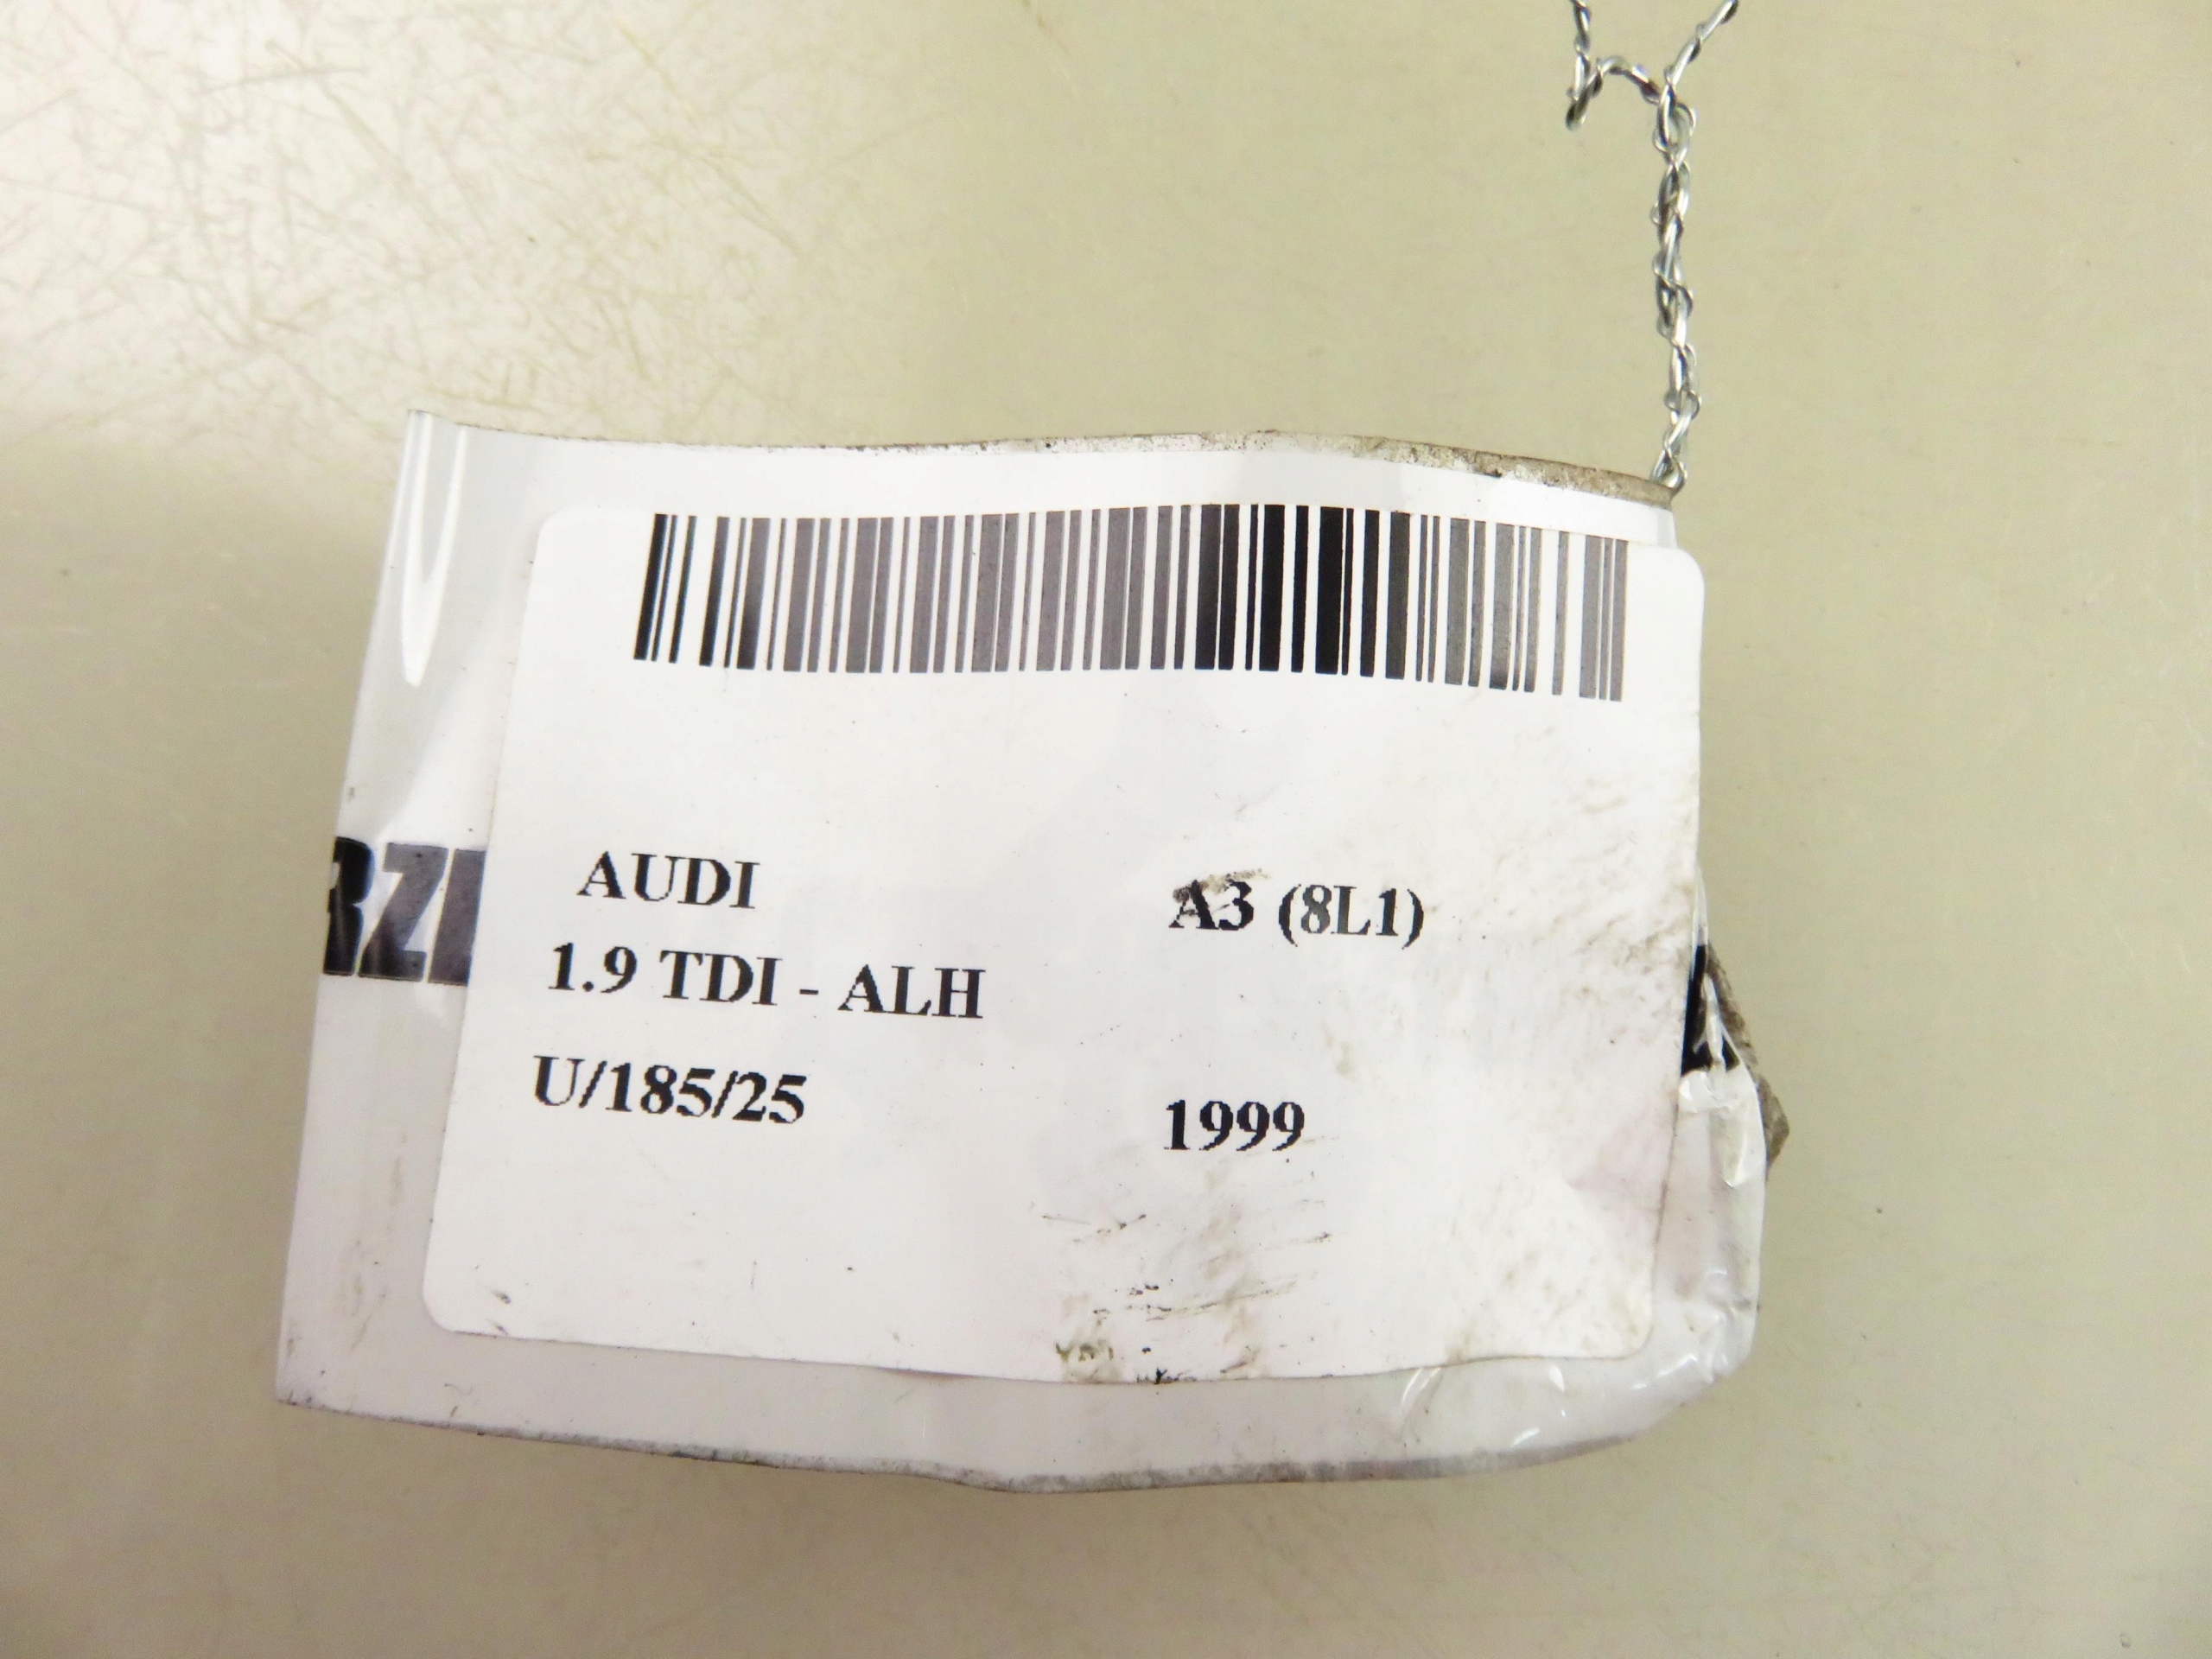 AUDI A3 (8L1)
1.9 TDI - ALH
U/185/25 1999